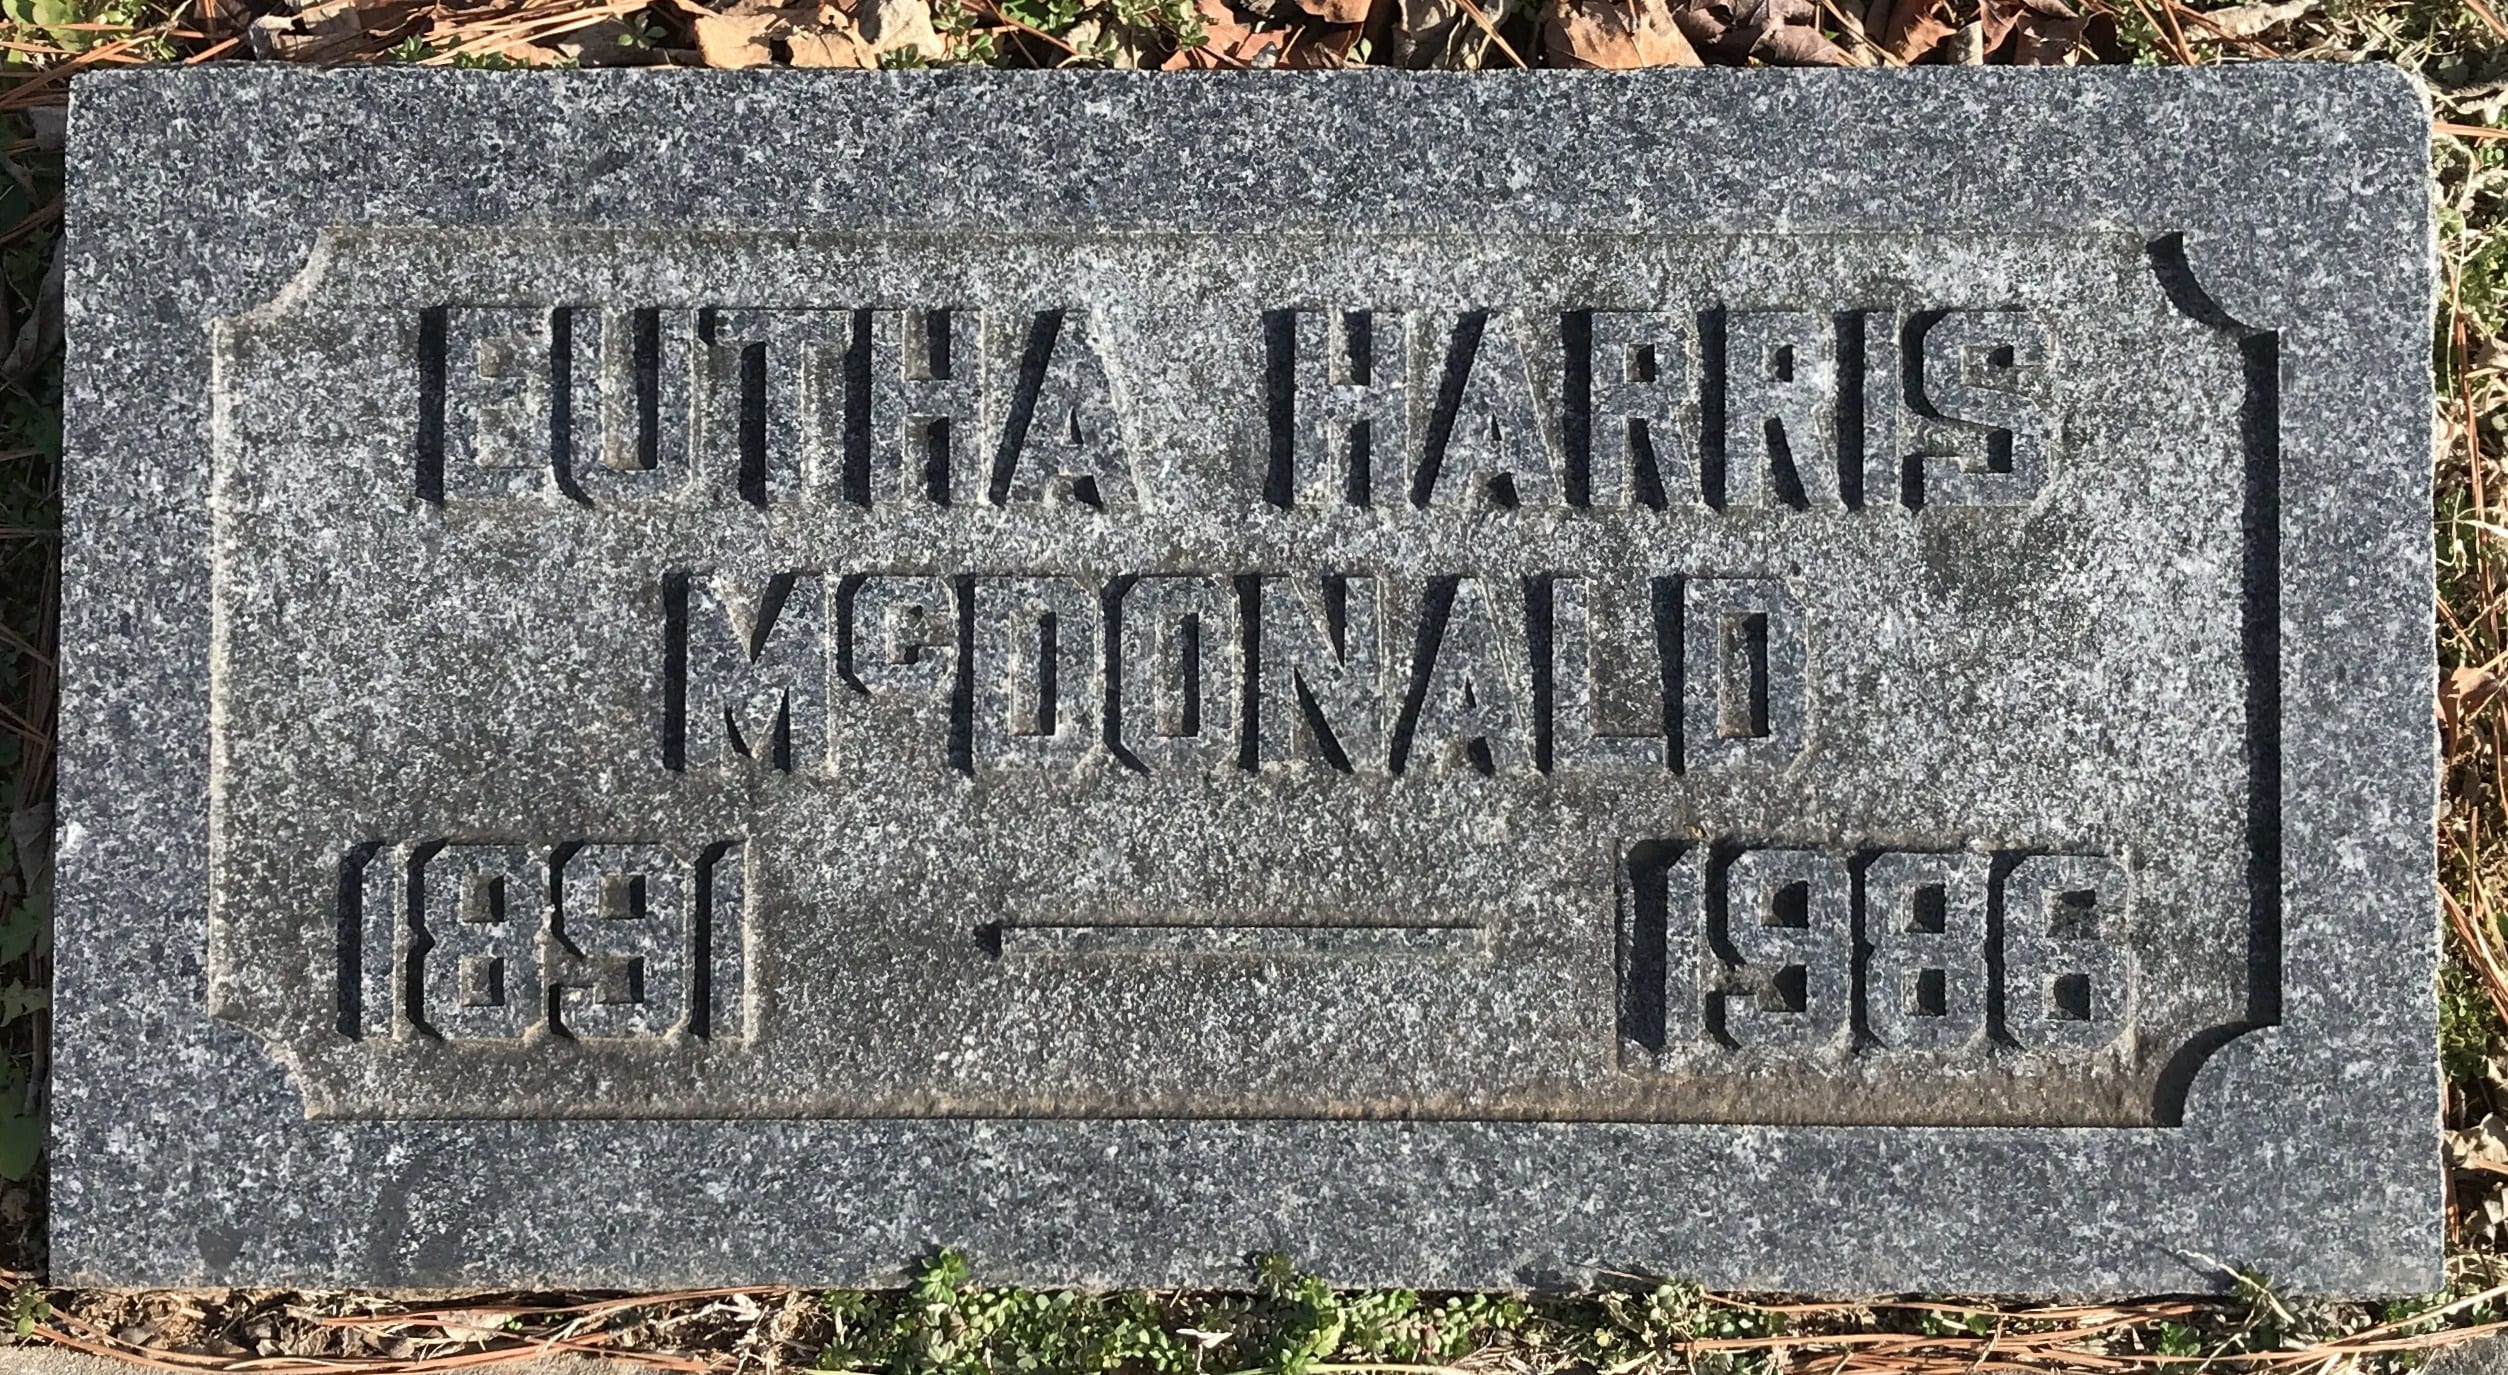 EUTHA HARRIS
McDONALD
1891 — 1986